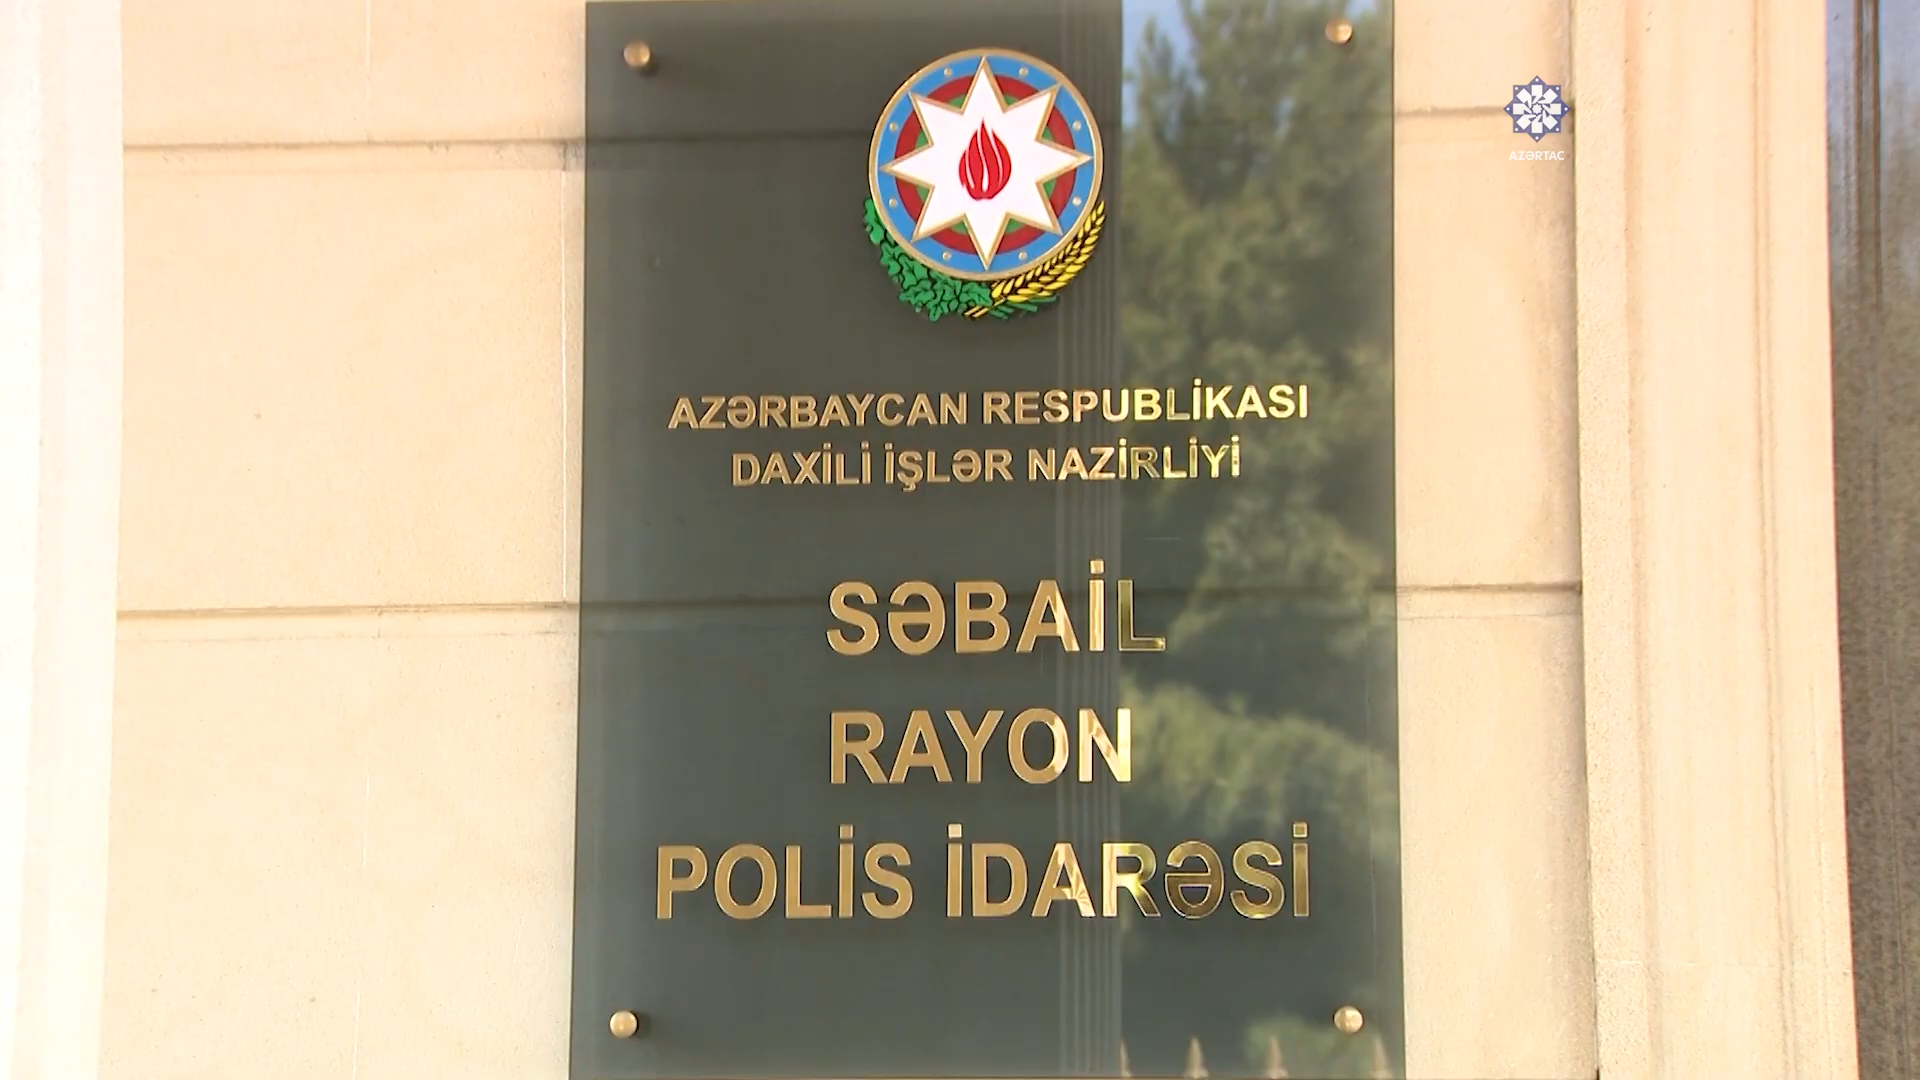 AZƏRTAC
AZƏRBAYCAN RESPUBLİKASI
DAXİLİ İŞLƏR NAZİRLİYİ
SƏBAİL
RAYON
POLİS İDARƏSİ